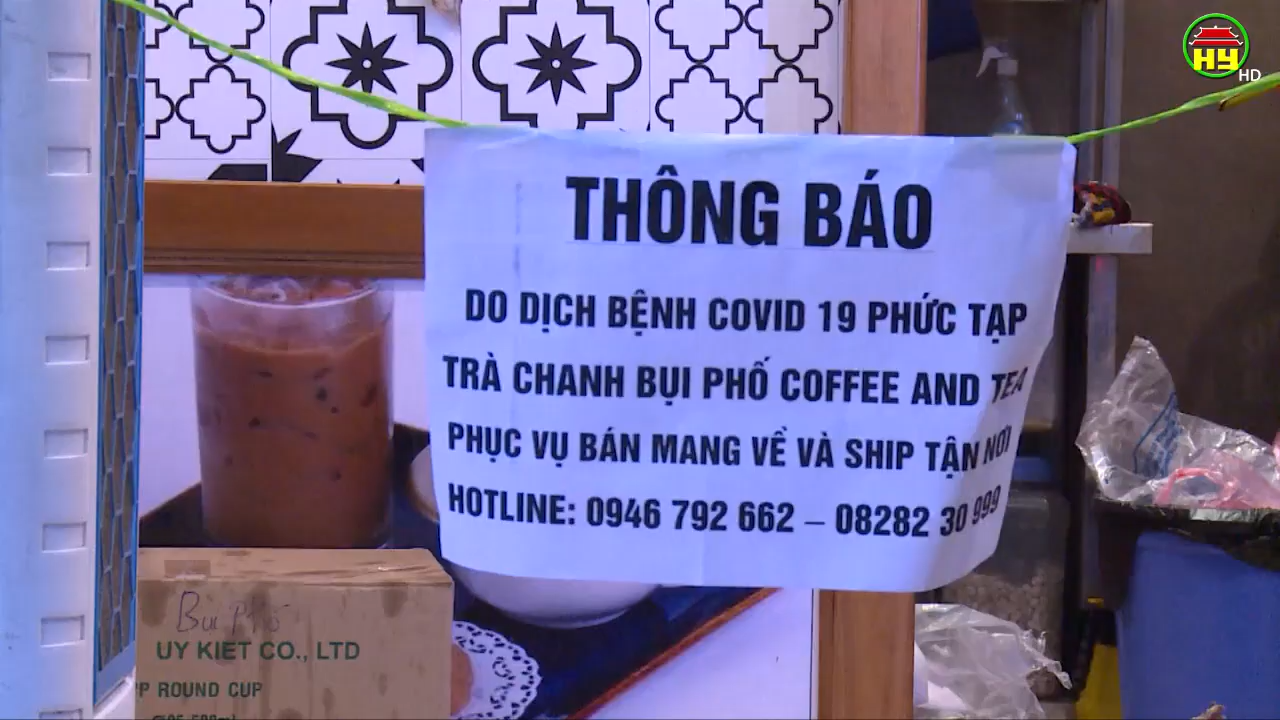 HY
HD
THÔNG BÁO
DO DỊCH BỆNH COVID 19 PHỨC TẠP
TRÀ CHANH BỤI PHỐ COFFEE AND TEA
PHỤC VỤ BÁN MANG VỀ VÀ SHIP TẬN NƠI
HOTLINE: 0946 792 662 – 08282 30 999
Bụi Phố
UY KIET CO., LTD
ROUND CUP